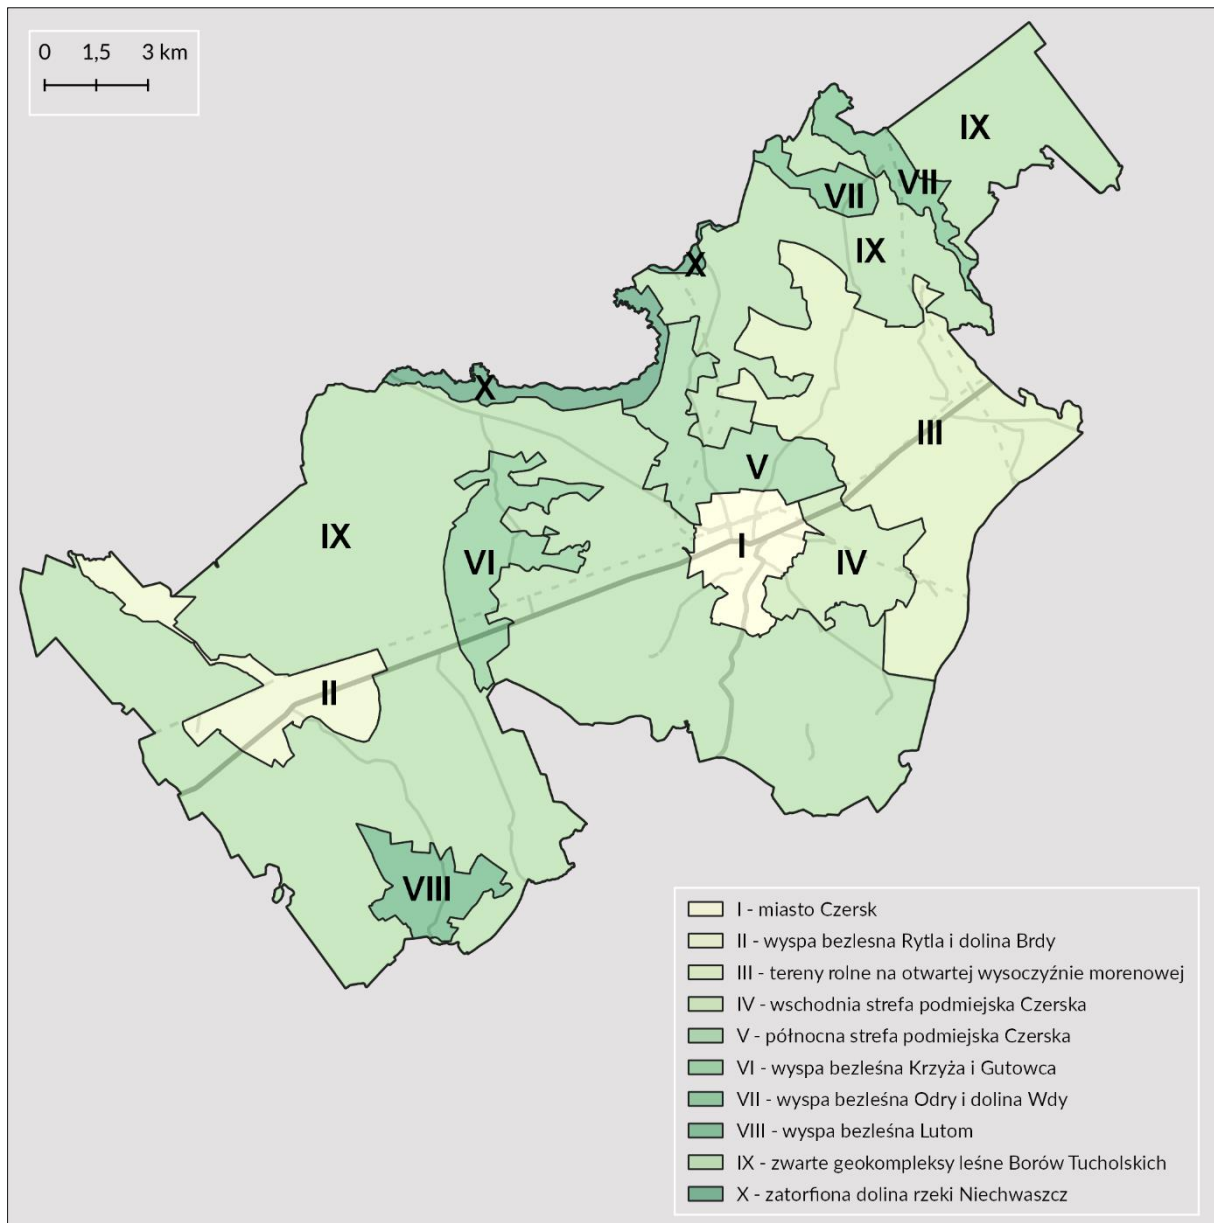 0 1,5 3 km
IX
VII
VII
IX
X
X
III
V
IX
VI
I
IV
II
VIII
I - miasto Czersk
II - wyspa bezlesna Rytla i dolina Brdy
III - tereny rolne na otwartej wysoczyźnie morenowej
IV - wschodnia strefa podmiejska Czerska
V - północna strefa podmiejska Czerska
VI - wyspa bezleśna Krzyża i Gutowca
VII - wyspa bezleśna Odry i dolina Wdy
VIII - wyspa bezleśna Lutom
IX - zwarte geokompleksy leśne Borów Tucholskich
X - zatorfiona dolina rzeki Niechwaszcz